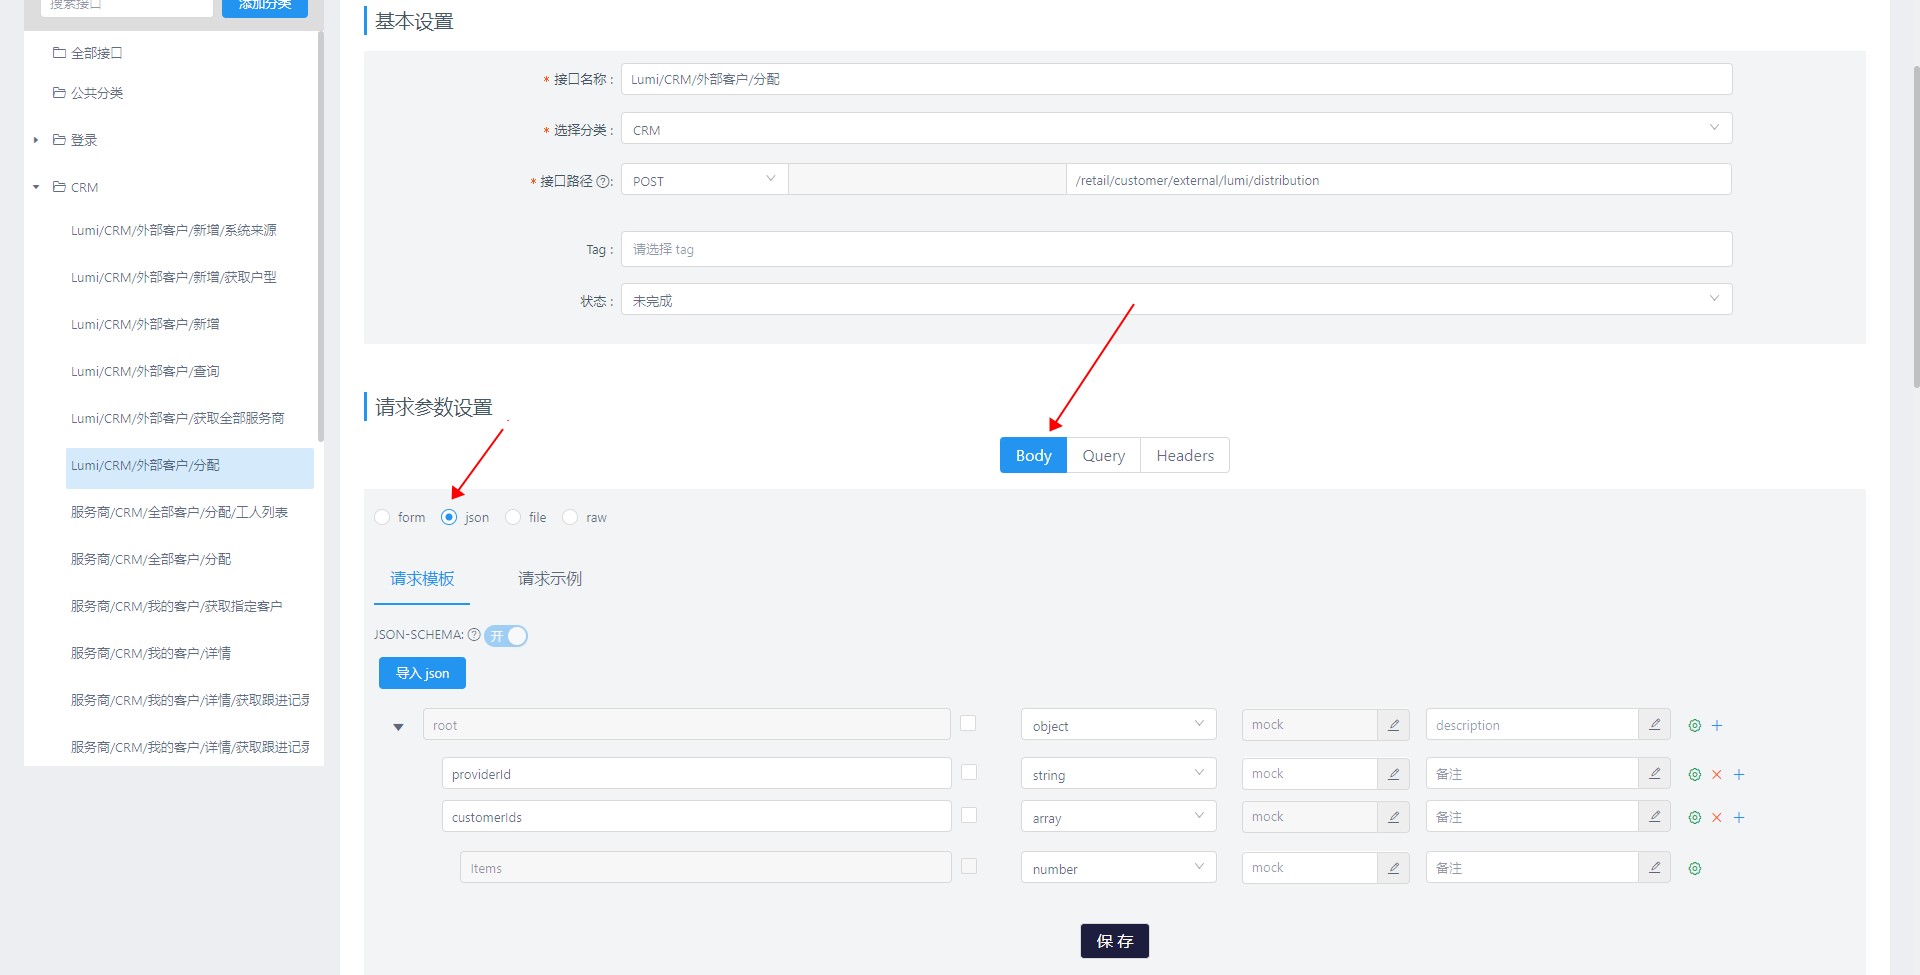 搜索接口
添加分类
全部接口
公共分类
登录
CRM
Lumi/CRM/外部客户/新增/系统来源
Lumi/CRM/外部客户/新增/获取户型
Lumi/CRM/外部客户/新增
Lumi/CRM/外部客户/查询
Lumi/CRM/外部客户/获取全部服务商
Lumi/CRM/外部客户/分配
服务商/CRM/全部客户/分配/工人列表
服务商/CRM/全部客户/分配
服务商/CRM/我的客户/获取指定客户
服务商/CRM/我的客户/详情
服务商/CRM/我的客户/详情/获取跟进记录
服务商/CRM/我的客户/详情/获取跟进记录
基本设置
* 接口名称 : Lumi/CRM/外部客户/分配
* 选择分类 : CRM
* 接口路径 ? : POST /retail/customer/external/lumi/distribution
Tag : 请选择 tag
状态 : 未完成
请求参数设置
Body Query Headers
form json file raw
请求模板 请求示例
JSON-SCHEMA: ? 开
导入 json
root object mock description
providerId string mock 备注
customerIds array mock 备注
Items number mock 备注
保 存